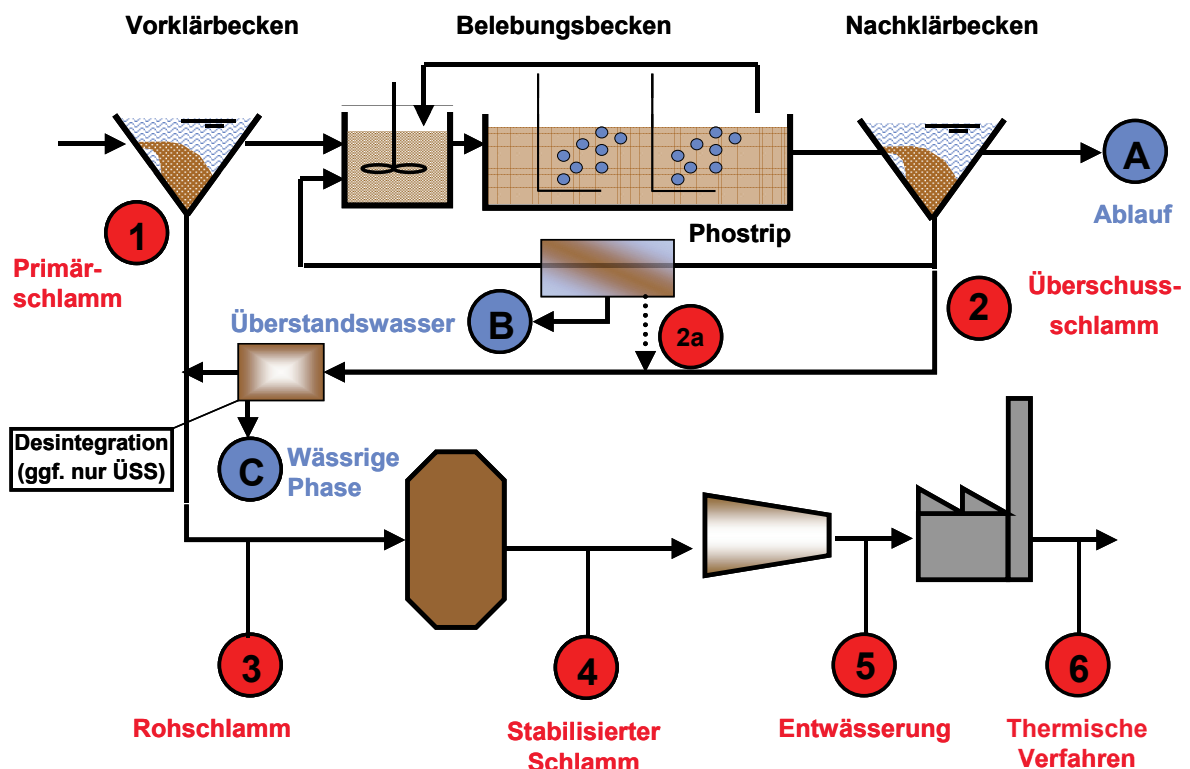 Vorklärbecken
Belebungsbecken
Nachklärbecken
A
Ablauf
1
Primär-
schlamm
Phostrip
2
Überschuss-
schlamm
Überstandswasser
B
2a
Desintegration
(ggf. nur ÜSS)
C
Wässrige
Phase
3
Rohschlamm
4
Stabilisierter
Schlamm
5
Entwässerung
6
Thermische
Verfahren